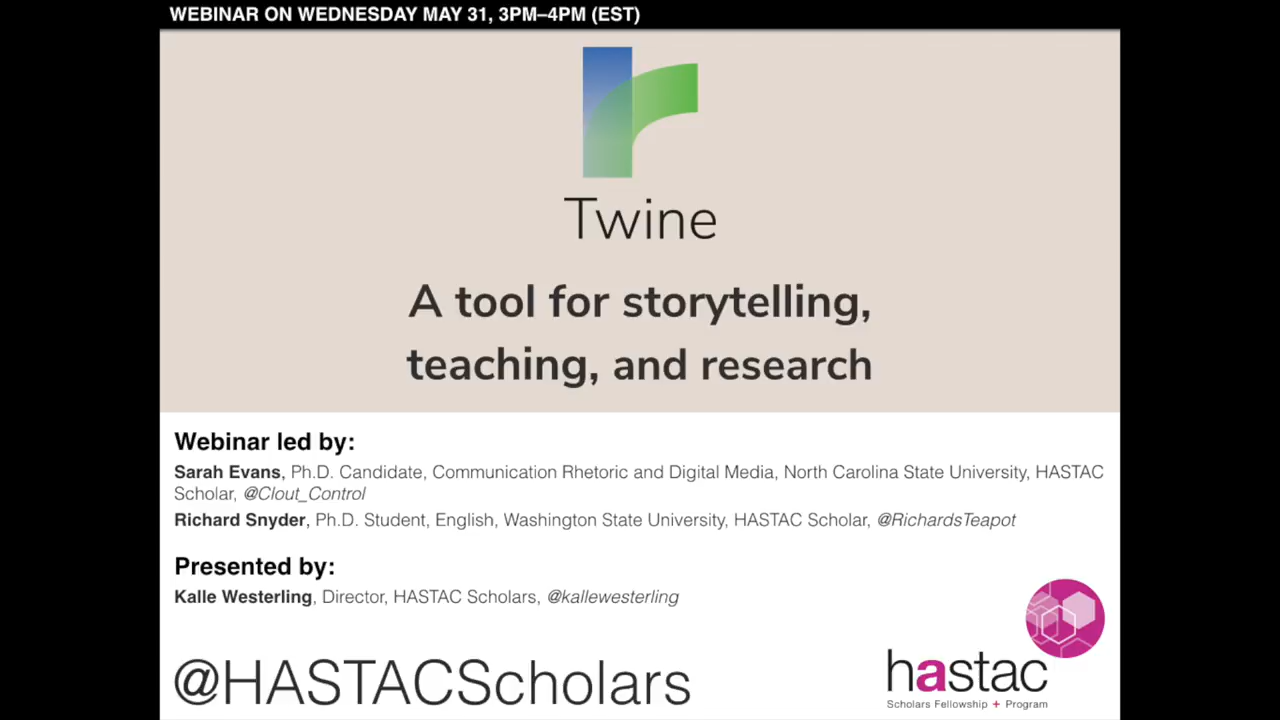 WEBINAR ON WEDNESDAY MAY 31, 3PM–4PM (EST)
Twine
A tool for storytelling,
teaching, and research
Webinar led by:
Sarah Evans, Ph.D. Candidate, Communication Rhetoric and Digital Media, North Carolina State University, HASTAC
Scholar, @Clout_Control
Richard Snyder, Ph.D. Student, English, Washington State University, HASTAC Scholar, @RichardsTeapot
Presented by:
Kalle Westerling, Director, HASTAC Scholars, @kallewesterling
@HASTACScholars
hastac
Scholars Fellowship + Program